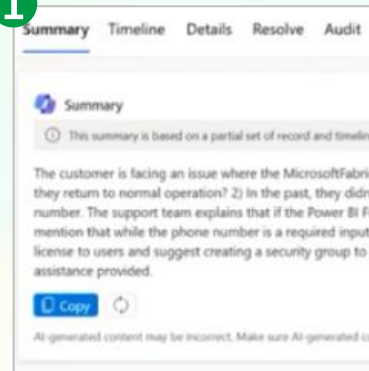 1
Summary Timeline Details Resolve Audit
Summary
This summary is based on a partial set of record and timelin
The customer is facing an issue where the MicrosoftFabri
they return to normal operation? 2) In the past, they didn
number. The support team explains that if the Power BI F
mention that while the phone number is a required input
license to users and suggest creating a security group to
assistance provided.
Copy
AI-generated content may be incorrect. Make sure AI-generated co